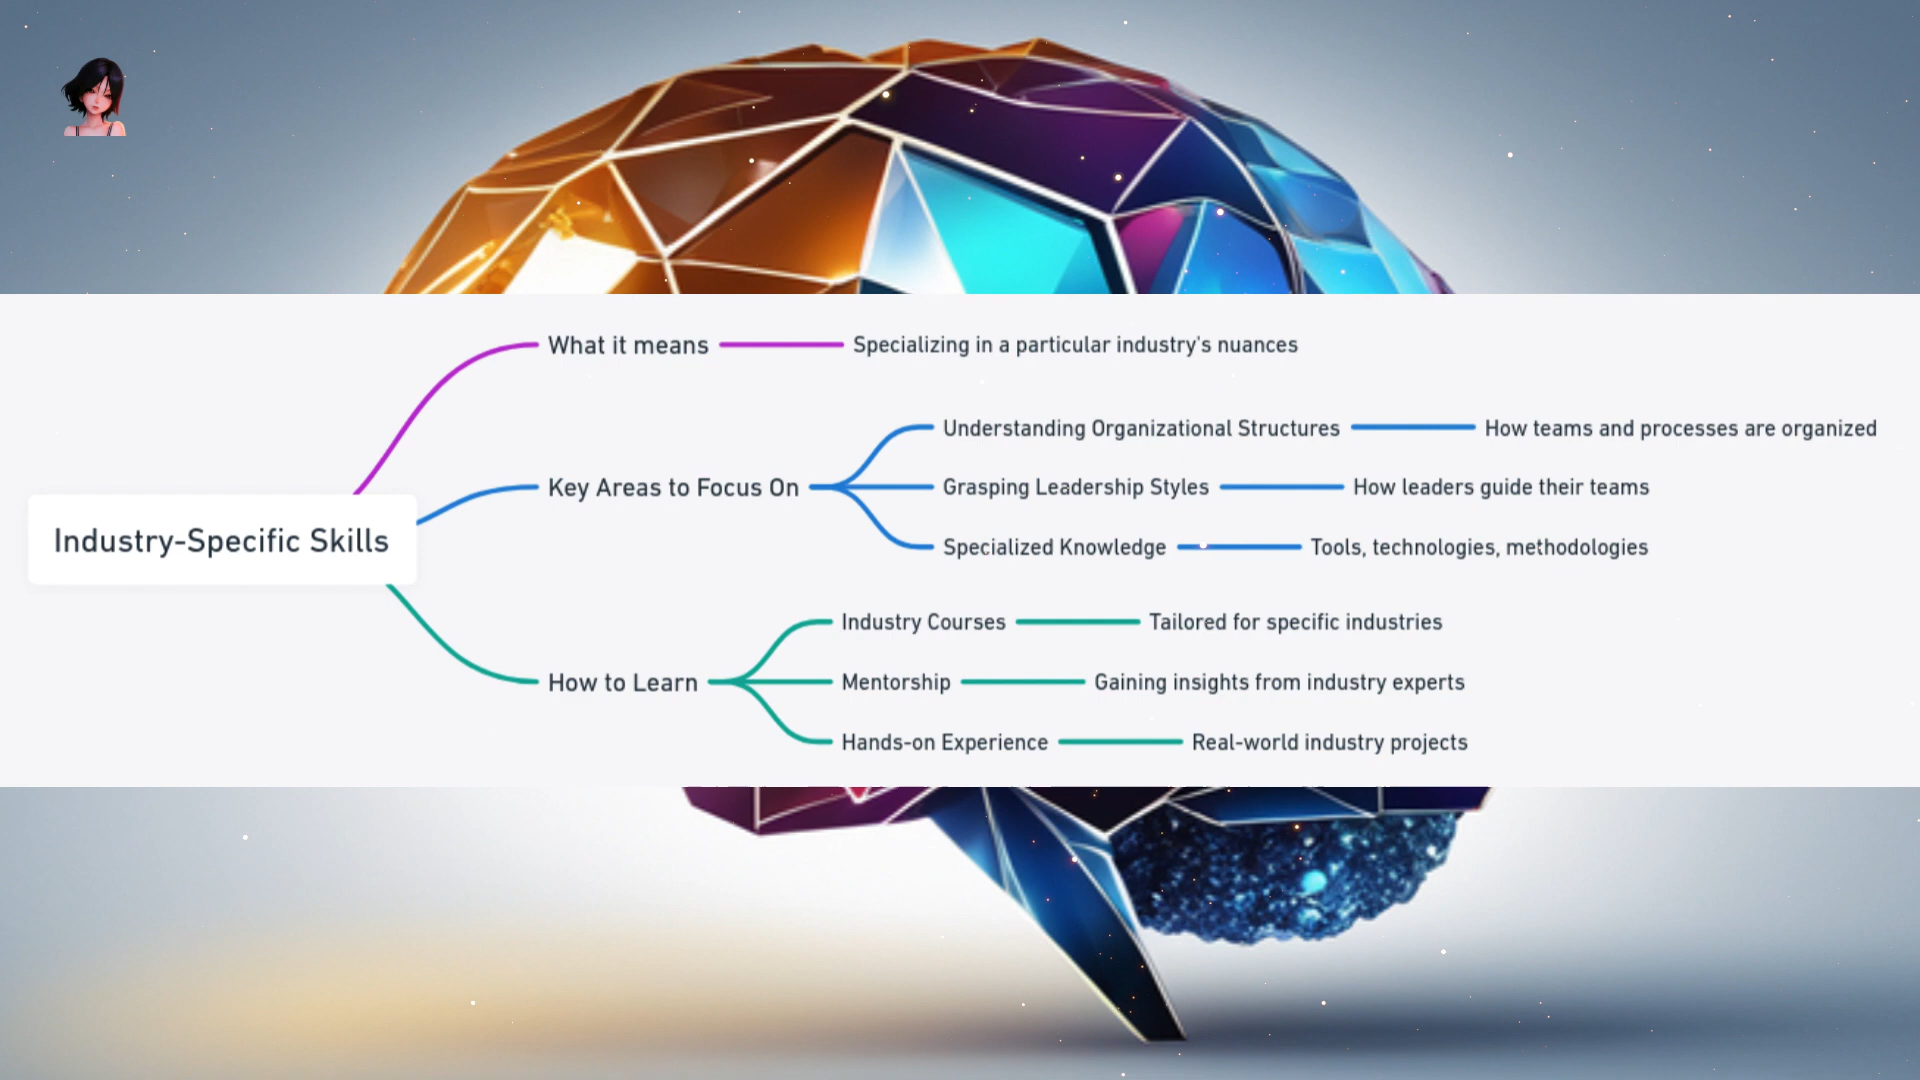 What it means
Specializing in a particular industry's nuances
Understanding Organizational Structures
How teams and processes are organized
Key Areas to Focus On
Grasping Leadership Styles
How leaders guide their teams
Industry-Specific Skills
Specialized Knowledge
Tools, technologies, methodologies
Industry Courses
Tailored for specific industries
How to Learn
Mentorship
Gaining insights from industry experts
Hands-on Experience
Real-world industry projects